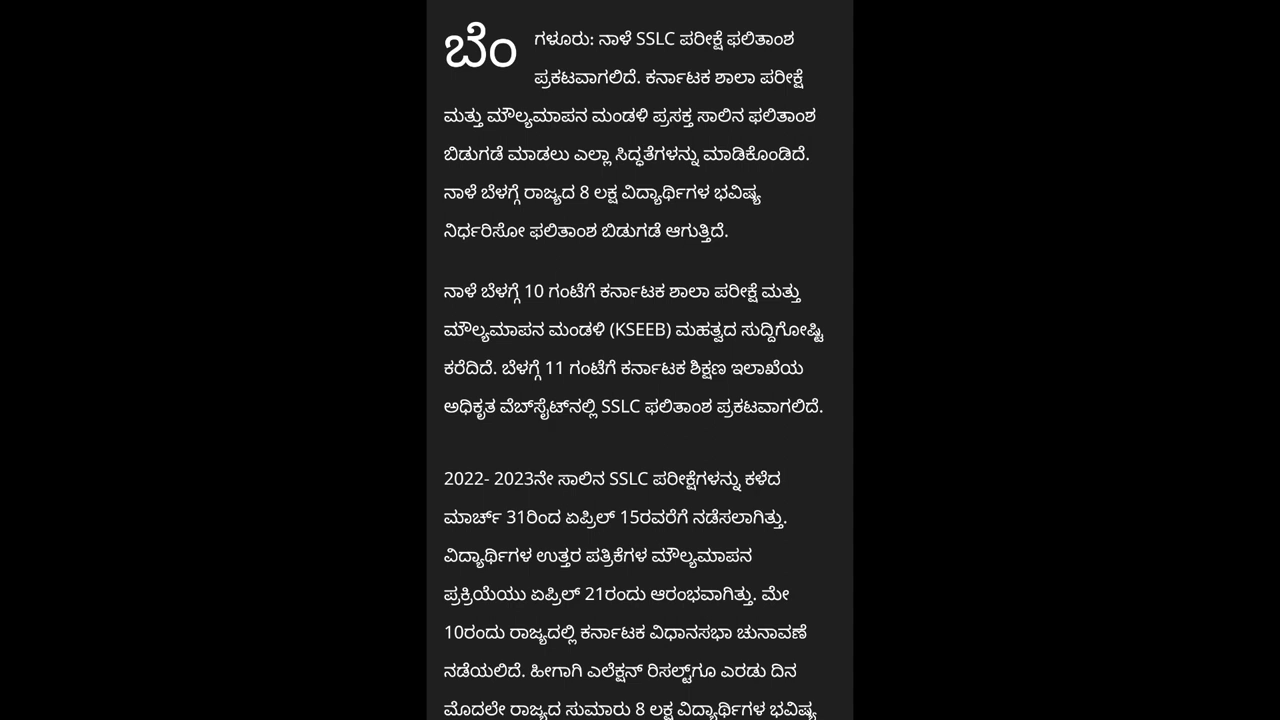 ಬೆಂಗಳೂರು: ನಾಳೆ SSLC ಪರೀಕ್ಷೆ ಫಲಿತಾಂಶ
ಪ್ರಕಟವಾಗಲಿದೆ. ಕರ್ನಾಟಕ ಶಾಲಾ ಪರೀಕ್ಷೆ
ಮತ್ತು ಮೌಲ್ಯಮಾಪನ ಮಂಡಳಿ ಪ್ರಸಕ್ತ ಸಾಲಿನ ಫಲಿತಾಂಶ
ಬಿಡುಗಡೆ ಮಾಡಲು ಎಲ್ಲಾ ಸಿದ್ಧತೆಗಳನ್ನು ಮಾಡಿಕೊಂಡಿದೆ.
ನಾಳೆ ಬೆಳಗ್ಗೆ ರಾಜ್ಯದ 8 ಲಕ್ಷ ವಿದ್ಯಾರ್ಥಿಗಳ ಭವಿಷ್ಯ
ನಿರ್ಧರಿಸೋ ಫಲಿತಾಂಶ ಬಿಡುಗಡೆ ಆಗುತ್ತಿದೆ.
ನಾಳೆ ಬೆಳಗ್ಗೆ 10 ಗಂಟೆಗೆ ಕರ್ನಾಟಕ ಶಾಲಾ ಪರೀಕ್ಷೆ ಮತ್ತು
ಮೌಲ್ಯಮಾಪನ ಮಂಡಳಿ (KSEEB) ಮಹತ್ವದ ಸುದ್ದಿಗೋಷ್ಟಿ
ಕರೆದಿದೆ. ಬೆಳಗ್ಗೆ 11 ಗಂಟೆಗೆ ಕರ್ನಾಟಕ ಶಿಕ್ಷಣ ಇಲಾಖೆಯ
ಅಧಿಕೃತ ವೆಬ್‌ಸೈಟ್‌ನಲ್ಲಿ SSLC ಫಲಿತಾಂಶ ಪ್ರಕಟವಾಗಲಿದೆ.
2022- 2023ನೇ ಸಾಲಿನ SSLC ಪರೀಕ್ಷೆಗಳನ್ನು ಕಳೆದ
ಮಾರ್ಚ್ 31ರಿಂದ ಏಪ್ರಿಲ್ 15ರವರೆಗೆ ನಡೆಸಲಾಗಿತ್ತು.
ವಿದ್ಯಾರ್ಥಿಗಳ ಉತ್ತರ ಪತ್ರಿಕೆಗಳ ಮೌಲ್ಯಮಾಪನ
ಪ್ರಕ್ರಿಯೆಯು ಏಪ್ರಿಲ್ 21ರಂದು ಆರಂಭವಾಗಿತ್ತು. ಮೇ
10ರಂದು ರಾಜ್ಯದಲ್ಲಿ ಕರ್ನಾಟಕ ವಿಧಾನಸಭಾ ಚುನಾವಣೆ
ನಡೆಯಲಿದೆ. ಹೀಗಾಗಿ ಎಲೆಕ್ಷನ್ ರಿಸಲ್ಟ್‌ಗೂ ಎರಡು ದಿನ
ಮೊದಲೇ ರಾಜ್ಯದ ಸುಮಾರು 8 ಲಕ್ಷ ವಿದ್ಯಾರ್ಥಿಗಳ ಭವಿಷ್ಯ